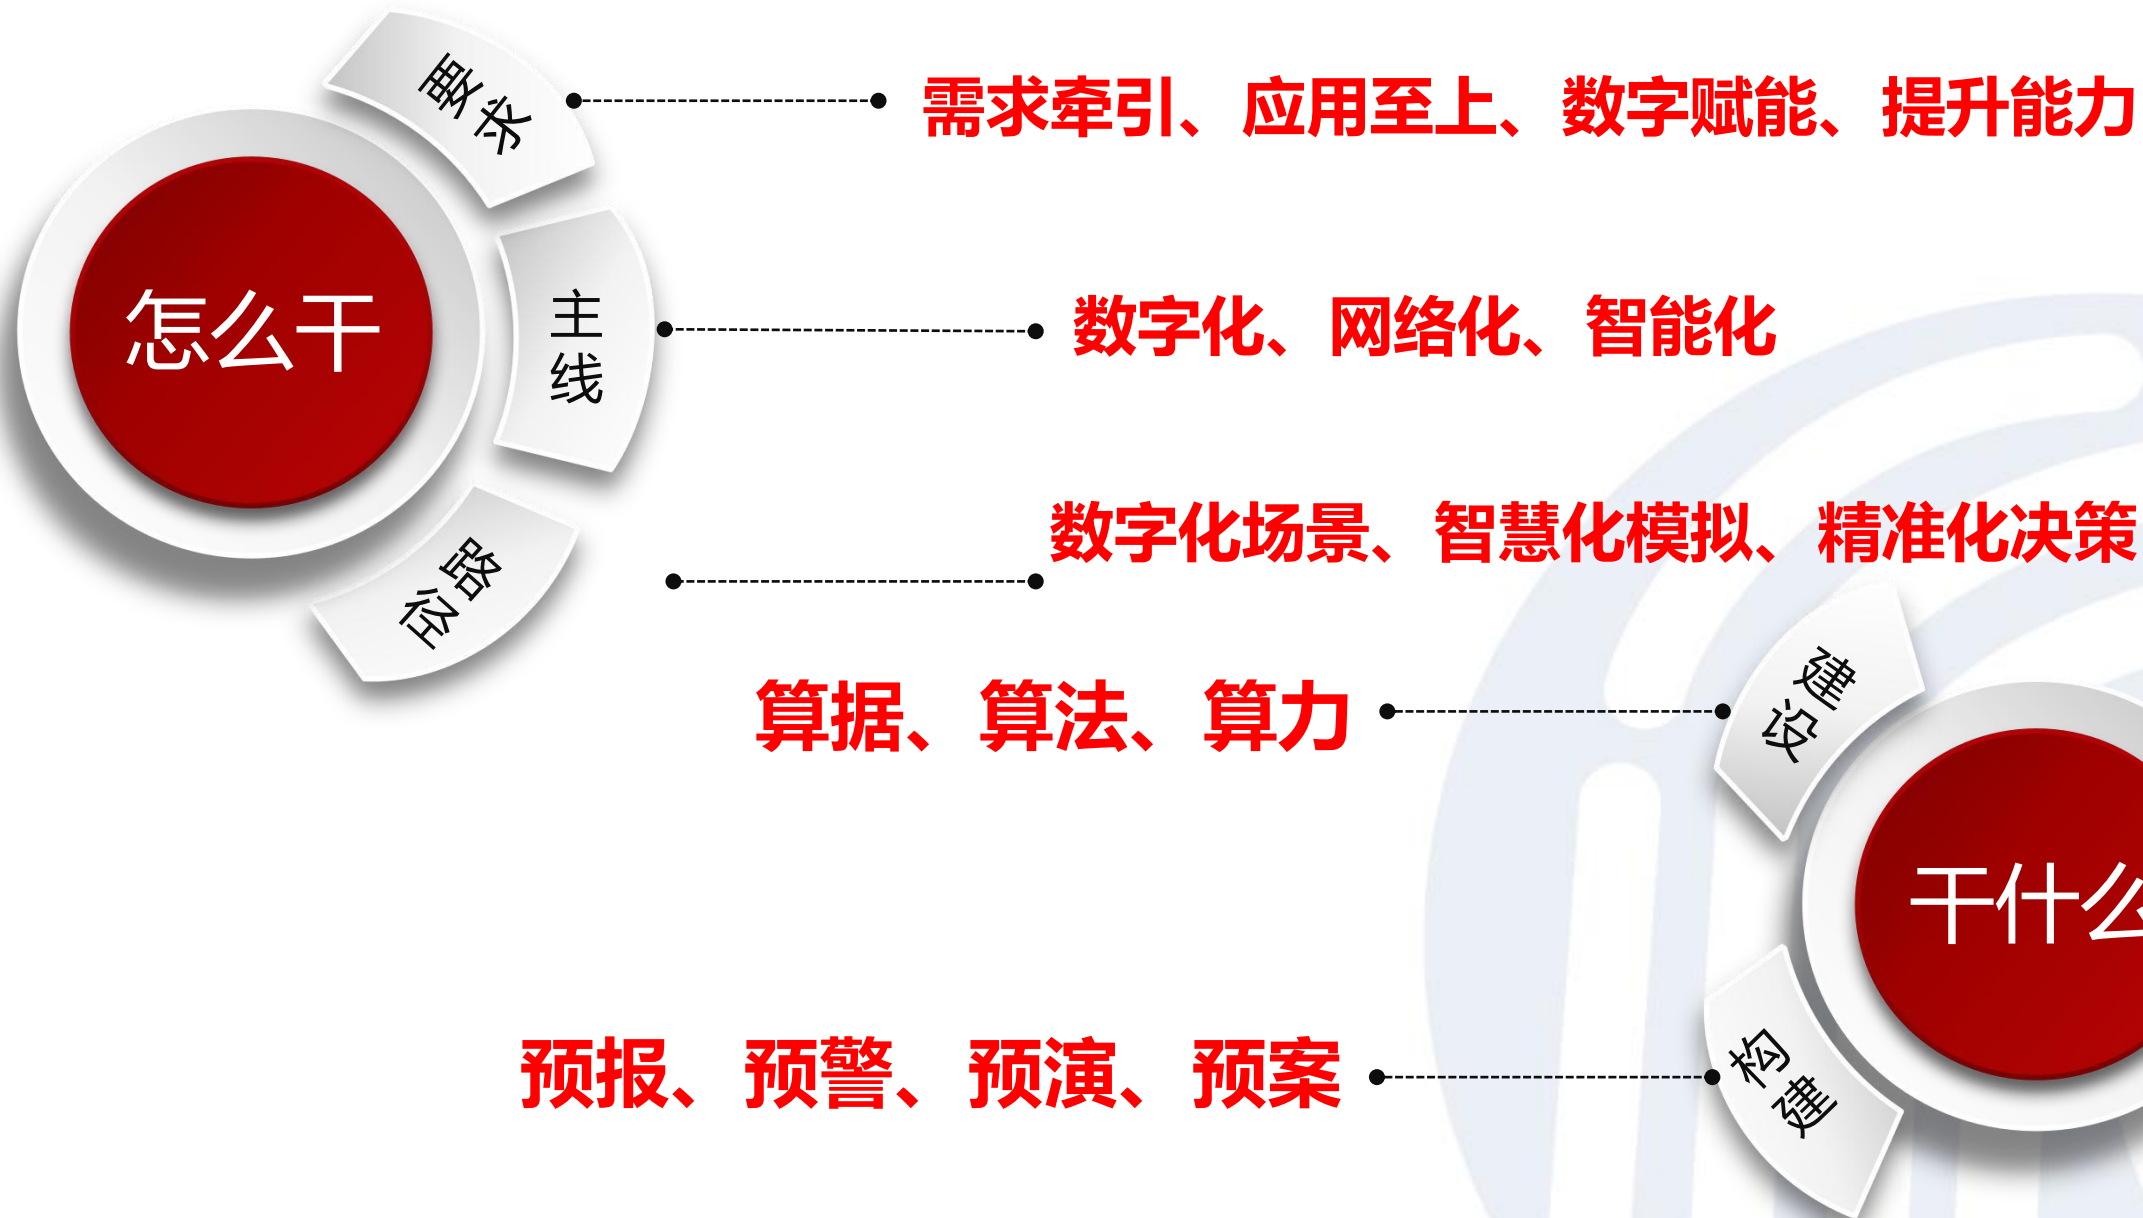 怎么干
要求
需求牵引、应用至上、数字赋能、提升能力
主线
数字化、网络化、智能化
路径
数字化场景、智慧化模拟、精准化决策
干什么
建设
算据、算法、算力
构建
预报、预警、预演、预案